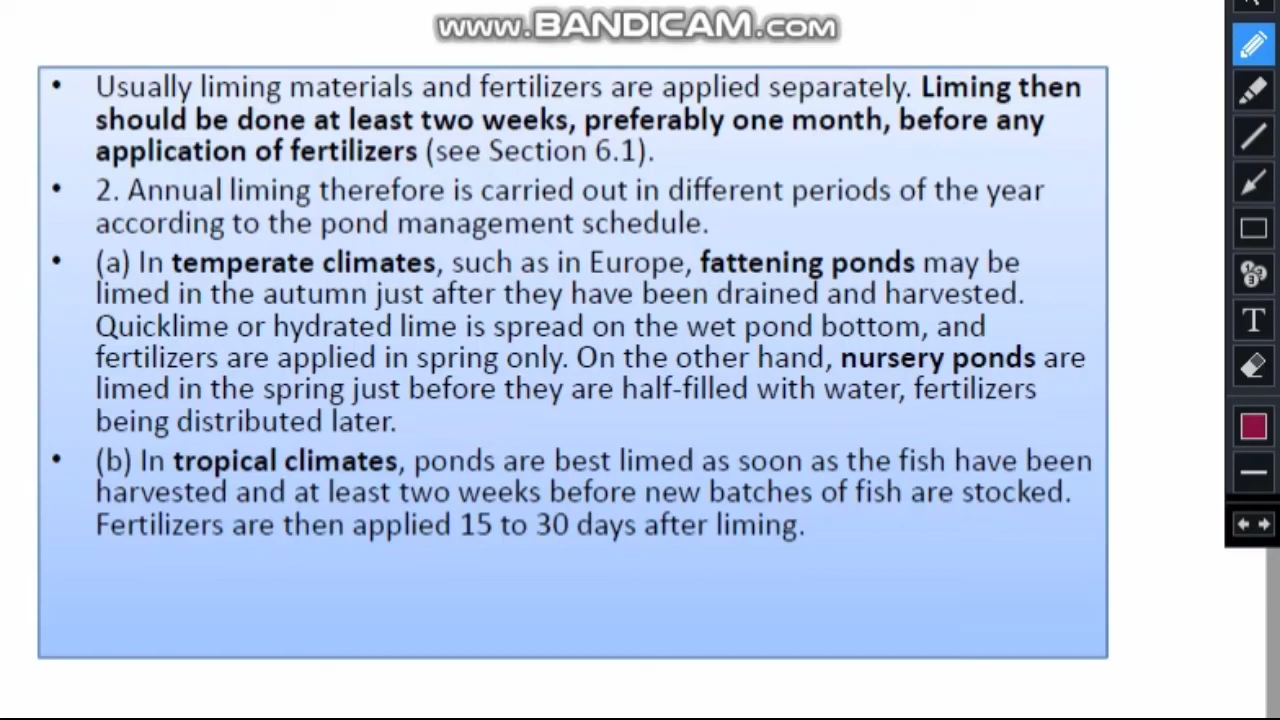 www.BANDICAM.com
• Usually liming materials and fertilizers are applied separately. Liming then
should be done at least two weeks, preferably one month, before any
application of fertilizers (see Section 6.1).
• 2. Annual liming therefore is carried out in different periods of the year
according to the pond management schedule.
• (a) In temperate climates, such as in Europe, fattening ponds may be
limed in the autumn just after they have been drained and harvested.
Quicklime or hydrated lime is spread on the wet pond bottom, and
fertilizers are applied in spring only. On the other hand, nursery ponds are
limed in the spring just before they are half-filled with water, fertilizers
being distributed later.
• (b) In tropical climates, ponds are best limed as soon as the fish have been
harvested and at least two weeks before new batches of fish are stocked.
Fertilizers are then applied 15 to 30 days after liming.
T